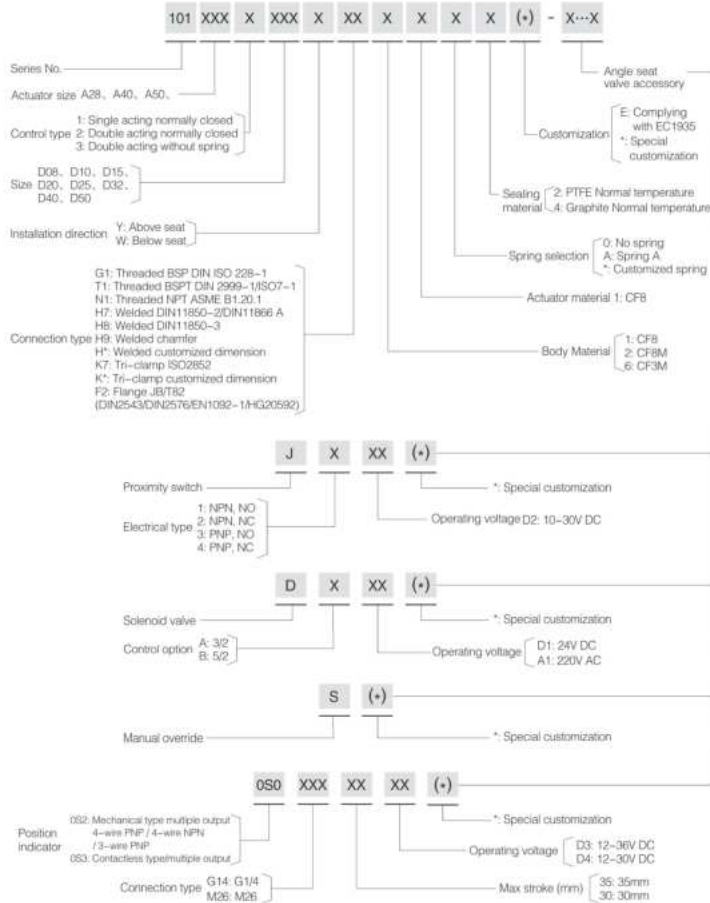 101 XXX X XXX X XX X X X X (*) - X···X
Series No.
Angle seat
valve accessory
Actuator size A28、A40、A50、
Control type
1: Single acting normally closed
2: Double acting normally closed
3: Double acting without spring
Customization
E: Complying
with EC1935
*: Special
customization
Size
D08、D10、D15、
D20、D25、D32、
D40、D50
Sealing
material
2: PTFE Normal temperature
4: Graphite Normal temperature
Installation direction
Y: Above seat
W: Below seat
Spring selection
0: No spring
A: Spring A
*: Customized spring
Actuator material 1: CF8
Connection type
G1: Threaded BSP DIN ISO 228-1
T1: Threaded BSPT DIN 2999-1/ISO7-1
N1: Threaded NPT ASME B1.20.1
H7: Welded DIN11850-2/DIN11866 A
H8: Welded DIN11850-3
H9: Welded chamfer
H*: Welded customized dimension
K7: Tri-clamp ISO2852
K*: Tri-clamp customized dimension
F2: Flange JB/T82
(DIN2543/DIN2576/EN1092-1/HG20592)
Body Material
1: CF8
2: CF8M
6: CF3M
J X XX (*)
Proximity switch
*: Special customization
Electrical type
1: NPN, NO
2: NPN, NC
3: PNP, NO
4: PNP, NC
Operating voltage D2: 10-30V DC
D X XX (*)
Solenoid valve
*: Special customization
Control option
A: 3/2
B: 5/2
Operating voltage
D1: 24V DC
A1: 220V AC
S (*)
Manual override
*: Special customization
0S0 XXX XX XX (*)
Position
indicator
0S2: Mechanical type multiple output
4-wire PNP / 4-wire NPN
/ 3-wire PNP
0S3: Contactless type/multiple output
*: Special customization
Operating voltage
D3: 12-36V DC
D4: 12-30V DC
Connection type
G14: G1/4
M26: M26
Max stroke (mm)
35: 35mm
30: 30mm